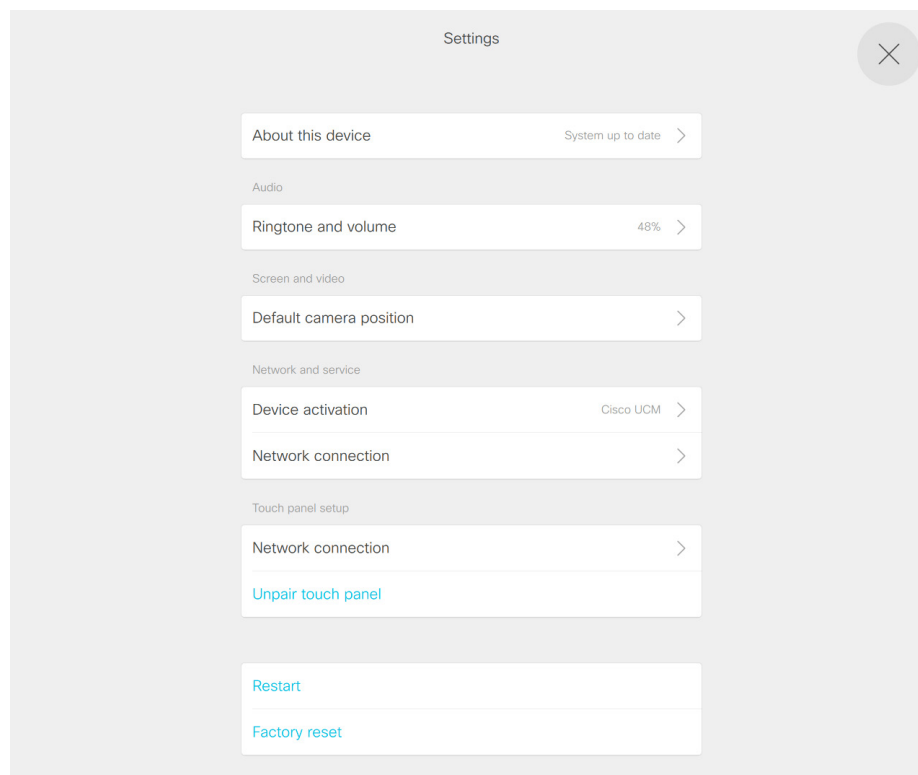 Settings
About this device System up to date
Audio
Ringtone and volume 48%
Screen and video
Default camera position
Network and service
Device activation Cisco UCM
Network connection
Touch panel setup
Network connection
Unpair touch panel
Restart
Factory reset